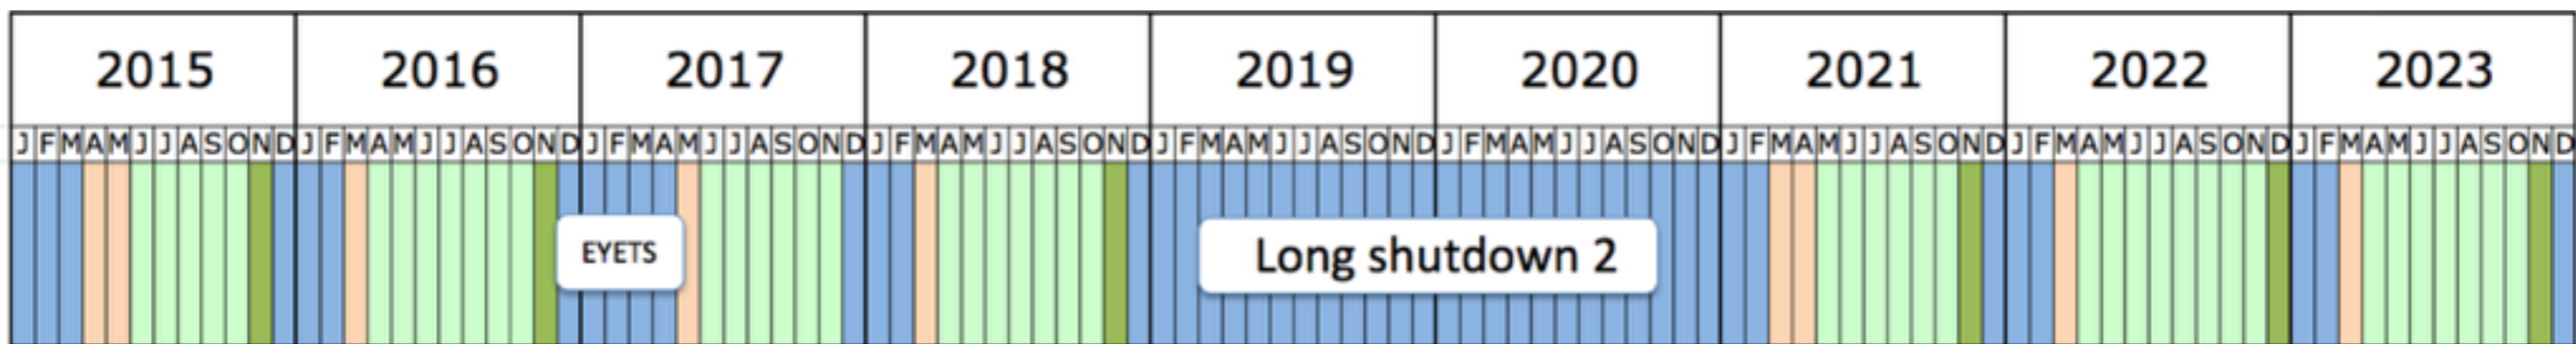 2015 2016 2017 2018 2019 2020 2021 2022 2023
J F M A M J J A S O N D J F M A M J J A S O N D J F M A M J J A S O N D J F M A M J J A S O N D J F M A M J J A S O N D J F M A M J J A S O N D J F M A M J J A S O N D J F M A M J J A S O N D J F M A M J J A S O N D
EYETS Long shutdown 2